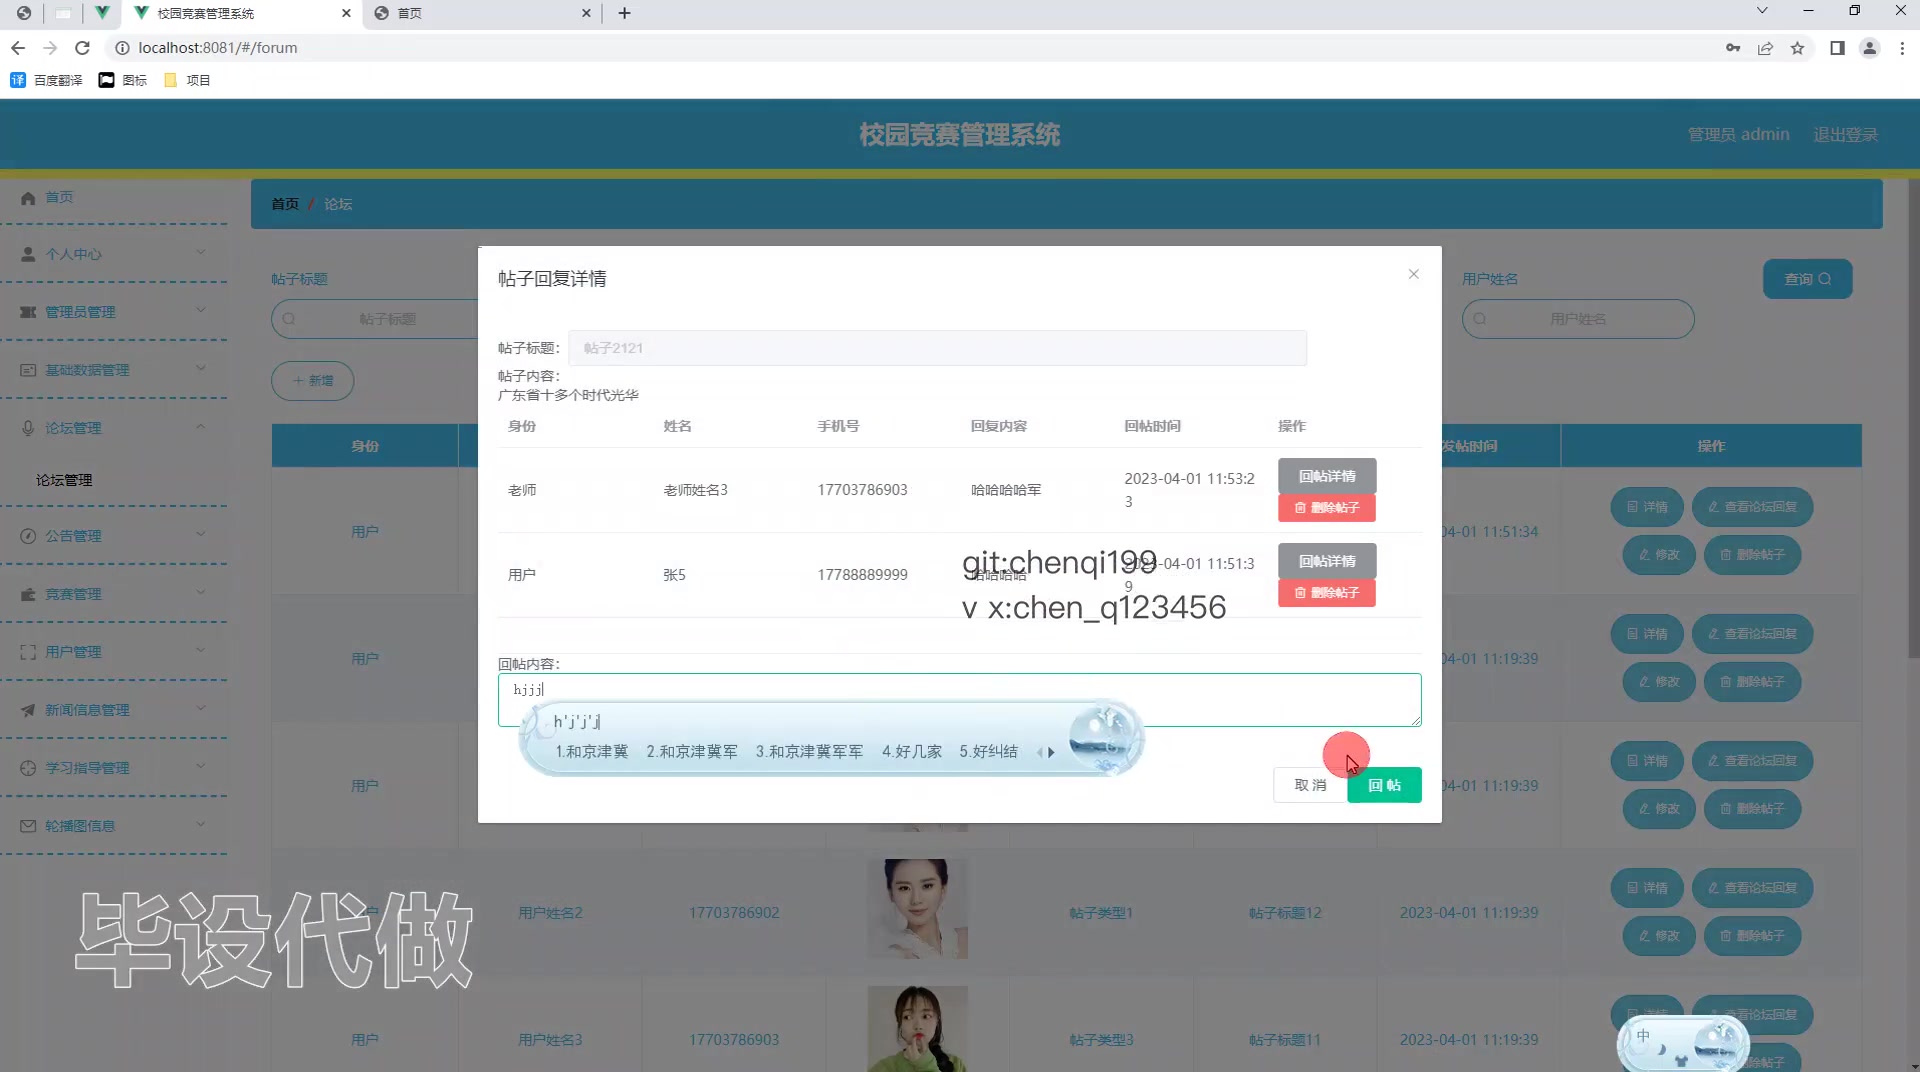 校园竞赛管理系统
首页
localhost:8081/#/forum
百度翻译 图标 项目
校园竞赛管理系统
管理员 admin 退出登录
首页
个人中心
管理员管理
基础数据管理
论坛管理
论坛管理
公告管理
竞赛管理
用户管理
新闻信息管理
学习指导管理
轮播图信息
首页 / 论坛
帖子标题
帖子标题
用户姓名
用户姓名
查询
+ 新增
身份
发帖时间
操作
帖子回复详情
帖子标题: 帖子2121
帖子内容:
广东省十多个时代光华
身份 姓名 手机号 回复内容 回帖时间 操作
老师 老师姓名3 17703786903 哈哈哈哈军 2023-04-01 11:53:2
3
回帖详情
删除帖子
用户 张5 17788889999 哈哈哈哈 2023-04-01 11:51:3
9
回帖详情
删除帖子
git:chenqi199
v x:chen_q123456
回帖内容:
hjjj
h'j'j'j
1.和京津冀 2.和京津冀军 3.和京津冀军军 4.好几家 5.好纠结
取消
回帖
用户
04-01 11:51:34
详情 查看论坛回复
修改 删除帖子
用户
04-01 11:19:39
详情 查看论坛回复
修改 删除帖子
用户
04-01 11:19:39
详情 查看论坛回复
修改 删除帖子
用户姓名2 17703786902 帖子类型1 帖子标题12 2023-04-01 11:19:39
详情 查看论坛回复
修改 删除帖子
用户 用户姓名3 17703786903 帖子类型3 帖子标题11 2023-04-01 11:19:39
毕设代做
中